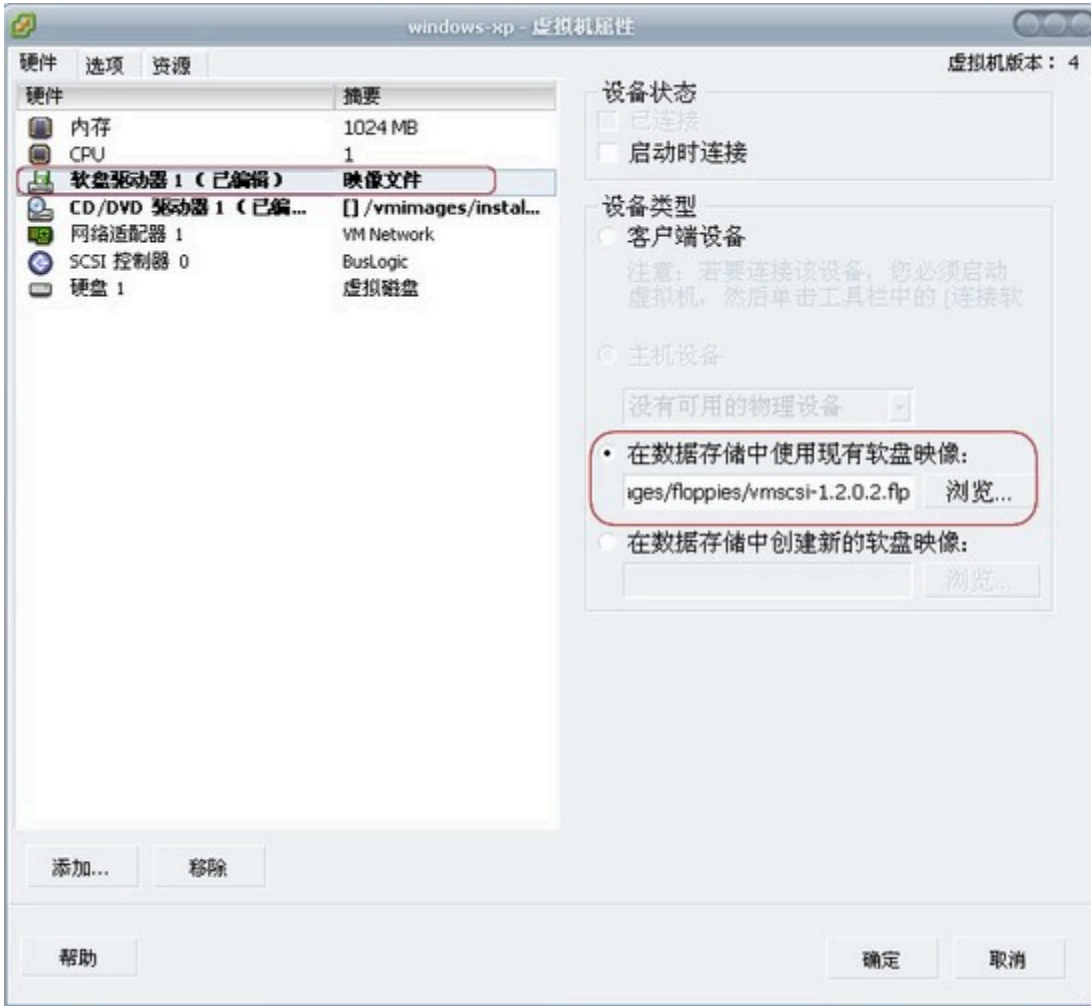 windows-xp - 虚拟机属性
硬件 选项 资源 虚拟机版本： 4
硬件 摘要
内存 1024 MB
CPU 1
软盘驱动器 1（已编辑） 映像文件
CD/DVD 驱动器 1（已编... [] /vmimages/instal...
网络适配器 1 VM Network
SCSI 控制器 0 BusLogic
硬盘 1 虚拟磁盘
设备状态
已连接
启动时连接
设备类型
客户端设备
注意：若要连接该设备，您必须启动
虚拟机，然后单击工具栏中的 [连接软
主机设备
没有可用的物理设备
在数据存储中使用现有软盘映像:
ages/floppies/vmscsi-1.2.0.2.flp 浏览...
在数据存储中创建新的软盘映像:
浏览...
添加... 移除
帮助 确定 取消